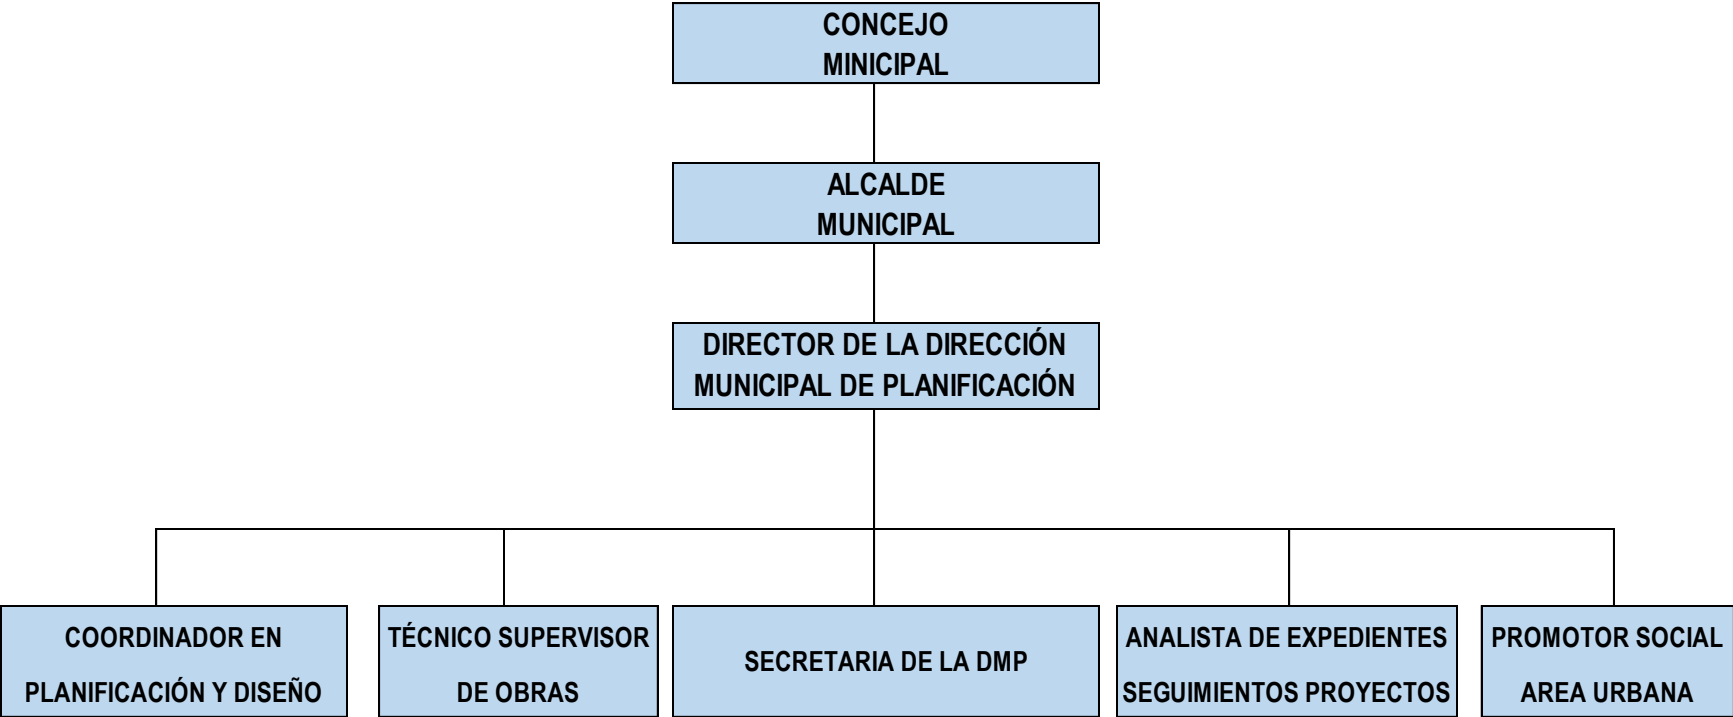 CONCEJO
MINICIPAL
ALCALDE
MUNICIPAL
DIRECTOR DE LA DIRECCIÓN
MUNICIPAL DE PLANIFICACIÓN
COORDINADOR EN
PLANIFICACIÓN Y DISEÑO
TÉCNICO SUPERVISOR
DE OBRAS
SECRETARIA DE LA DMP
ANALISTA DE EXPEDIENTES
SEGUIMIENTOS PROYECTOS
PROMOTOR SOCIAL
AREA URBANA